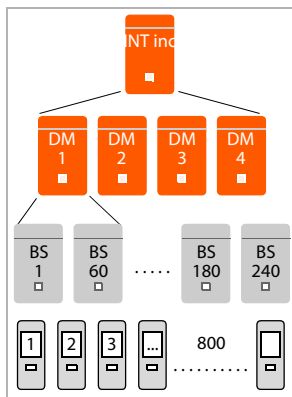 INT inc
DM 1
DM 2
DM 3
DM 4
BS 1
BS 60
.....
BS 180
BS 240
1
2
3
...
800
..........